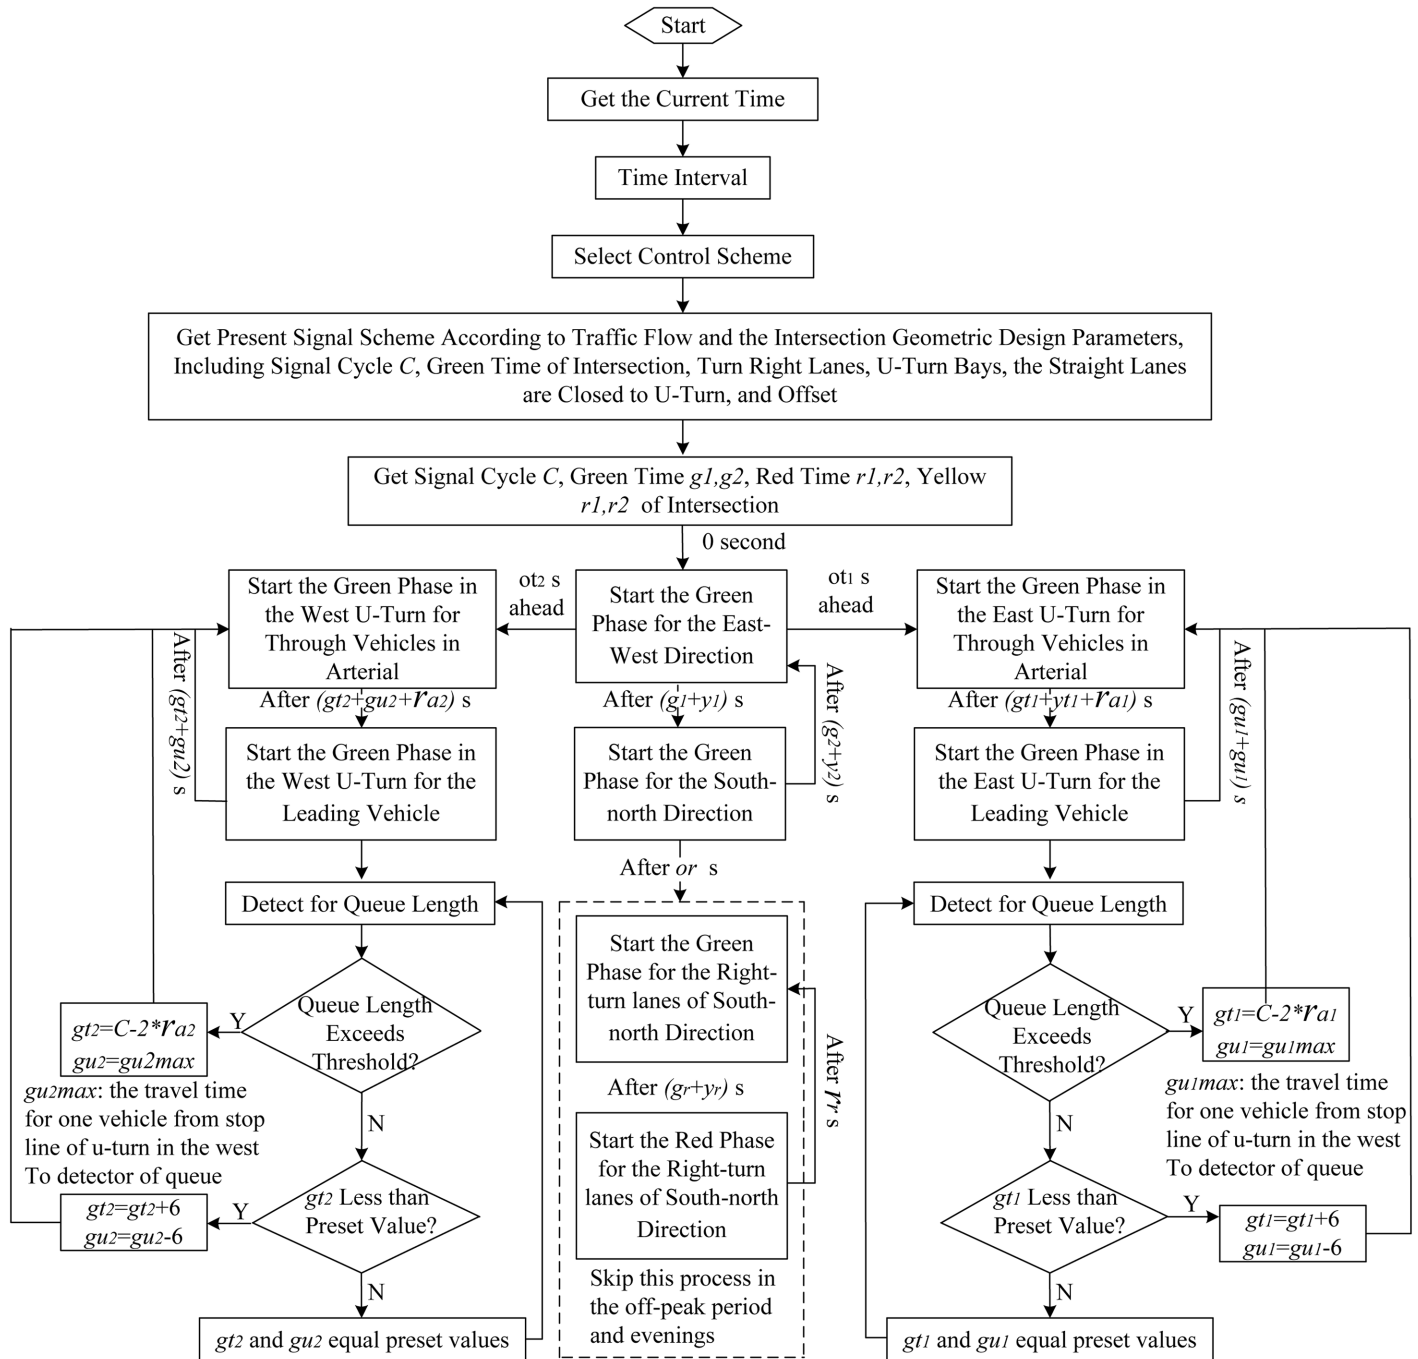 Start
Get the Current Time
Time Interval
Select Control Scheme
Get Present Signal Scheme According to Traffic Flow and the Intersection Geometric Design Parameters,
Including Signal Cycle C, Green Time of Intersection, Turn Right Lanes, U-Turn Bays, the Straight Lanes
are Closed to U-Turn, and Offset
Get Signal Cycle C, Green Time g1,g2, Red Time r1,r2, Yellow
r1,r2 of Intersection
0 second
Start the Green Phase in
the West U-Turn for
Through Vehicles in
Arterial
ot2 s
ahead
Start the Green
Phase for the East-
West Direction
ot1 s
ahead
Start the Green Phase in
the East U-Turn for
Through Vehicles in
Arterial
After (gt2+gu2) s
After (gt2+gu2+ra2) s
After (g1+y1) s
After (g2+y2) s
After (gt1+yt1+ra1) s
After (gu1+gu1) s
Start the Green Phase in
the West U-Turn for the
Leading Vehicle
Start the Green
Phase for the South-
north Direction
Start the Green Phase in
the East U-Turn for the
Leading Vehicle
After or s
Detect for Queue Length
Detect for Queue Length
Start the Green
Phase for the Right-
turn lanes of South-
north Direction
Queue Length
Exceeds
Threshold?
Y
gt2=C-2*ra2
gu2=gu2max
gu2max: the travel time
for one vehicle from stop
line of u-turn in the west
To detector of queue
N
After (gr+yr) s
After rr s
Queue Length
Exceeds
Threshold?
Y
gt1=C-2*ra1
gu1=gu1max
gu1max: the travel time
for one vehicle from stop
line of u-turn in the west
To detector of queue
N
Start the Red Phase
for the Right-turn
lanes of South-north
Direction
gt2 Less than
Preset Value?
Y
gt2=gt2+6
gu2=gu2-6
N
gt1 Less than
Preset Value?
Y
gt1=gt1+6
gu1=gu1-6
N
Skip this process in
the off-peak period
and evenings
gt2 and gu2 equal preset values
gt1 and gu1 equal preset values